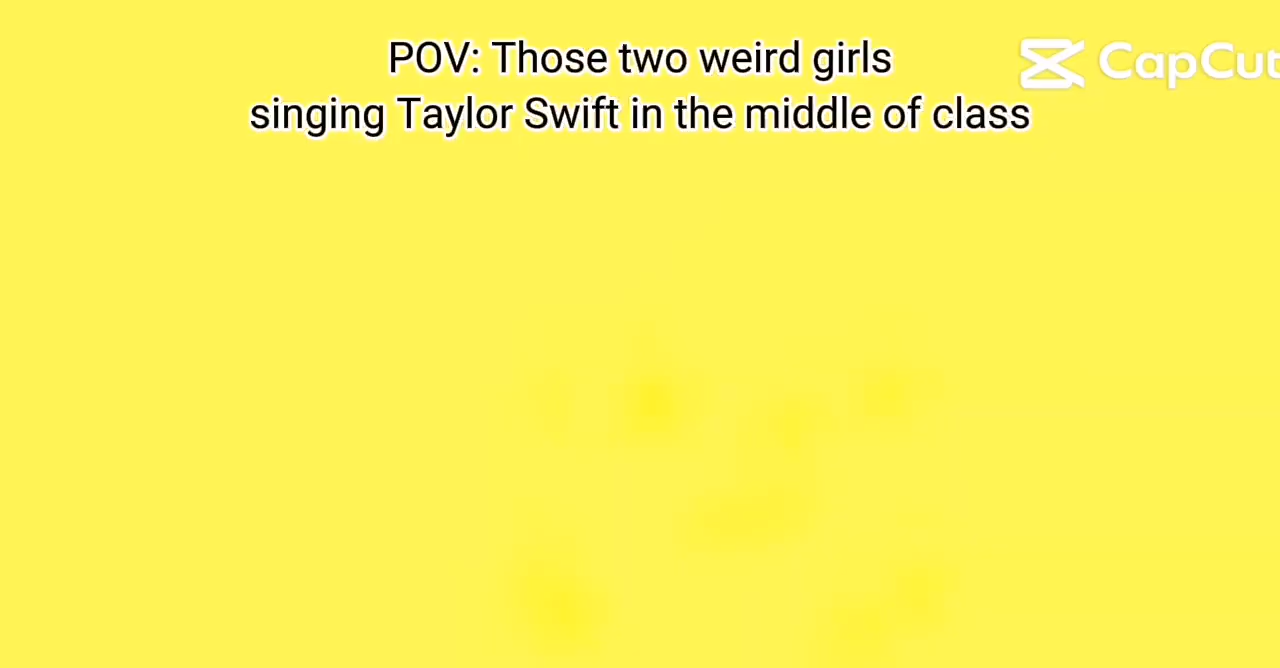 POV: Those two weird girls
singing Taylor Swift in the middle of class
CapCut